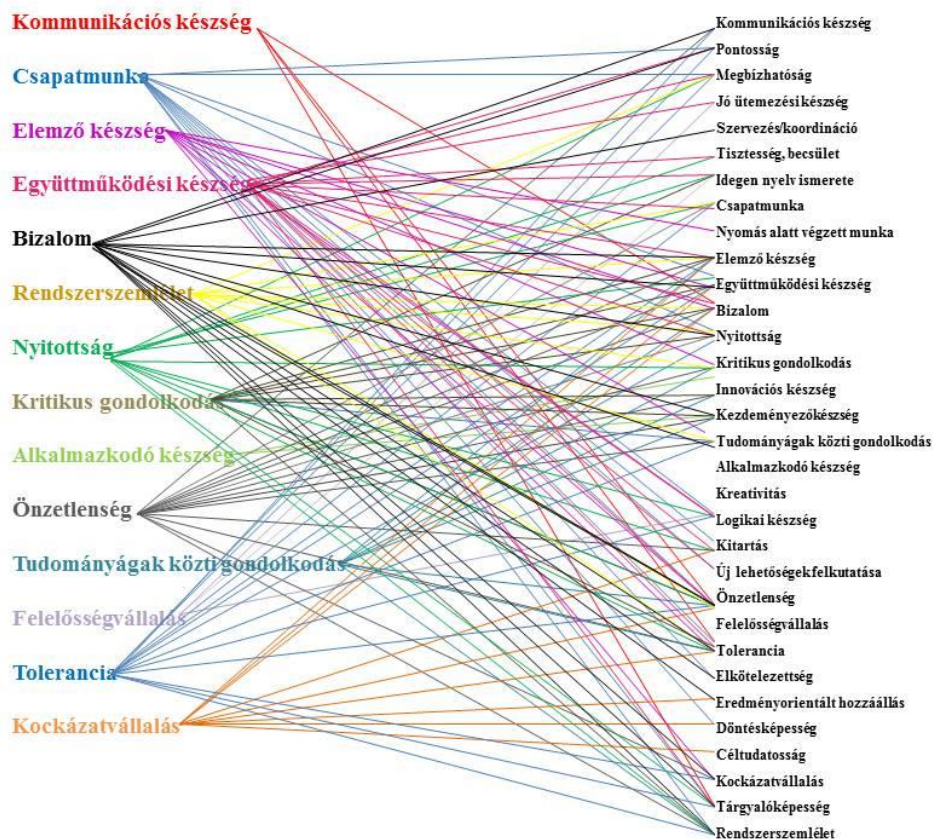 Kommunikációs készség
Csapatmunka
Elemző készség
Együttműködési készség
Bizalom
Rendszerszemlélet
Nyitottság
Kritikus gondolkodás
Alkalmazkodó készség
Önzetlenség
Tudományágak közti gondolkodás
Felelősségvállalás
Tolerancia
Kockázatvállalás
Kommunikációs készség
Pontosság
Megbízhatóság
Jó ütemezési készség
Szervezés/koordináció
Tisztesség, becsület
Idegen nyelv ismerete
Csapatmunka
Nyomás alatt végzett munka
Elemző készség
Együttműködési készség
Bizalom
Nyitottság
Kritikus gondolkodás
Innovációs készség
Kezdeményezőkészség
Tudományágak közti gondolkodás
Alkalmazkodó készség
Kreativitás
Logikai készség
Kitartás
Új lehetőségekfelkutatása
Önzetlenség
Felelősségvállalás
Tolerancia
Elkötelezettség
Eredményorientált hozzáállás
Döntésképesség
Céltudatosság
Kockázatvállalás
Tárgyalóképesség
Rendszerszemlélet